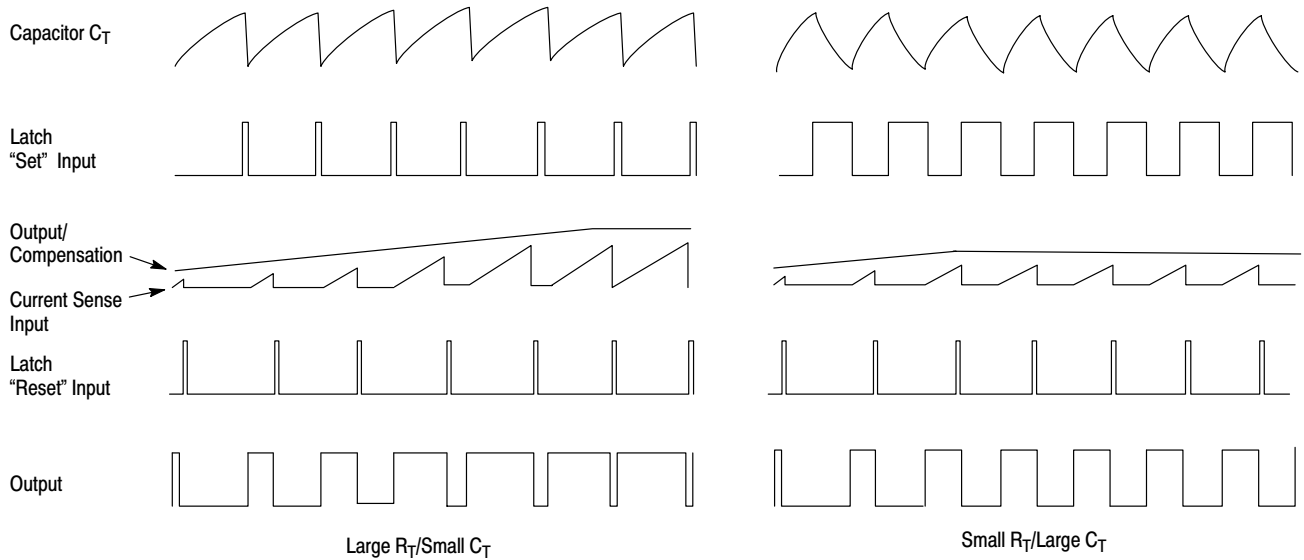 Capacitor CT
Latch
“Set” Input
Output/
Compensation
Current Sense
Input
Latch
“Reset” Input
Output
Large RT/Small CT
Small RT/Large CT